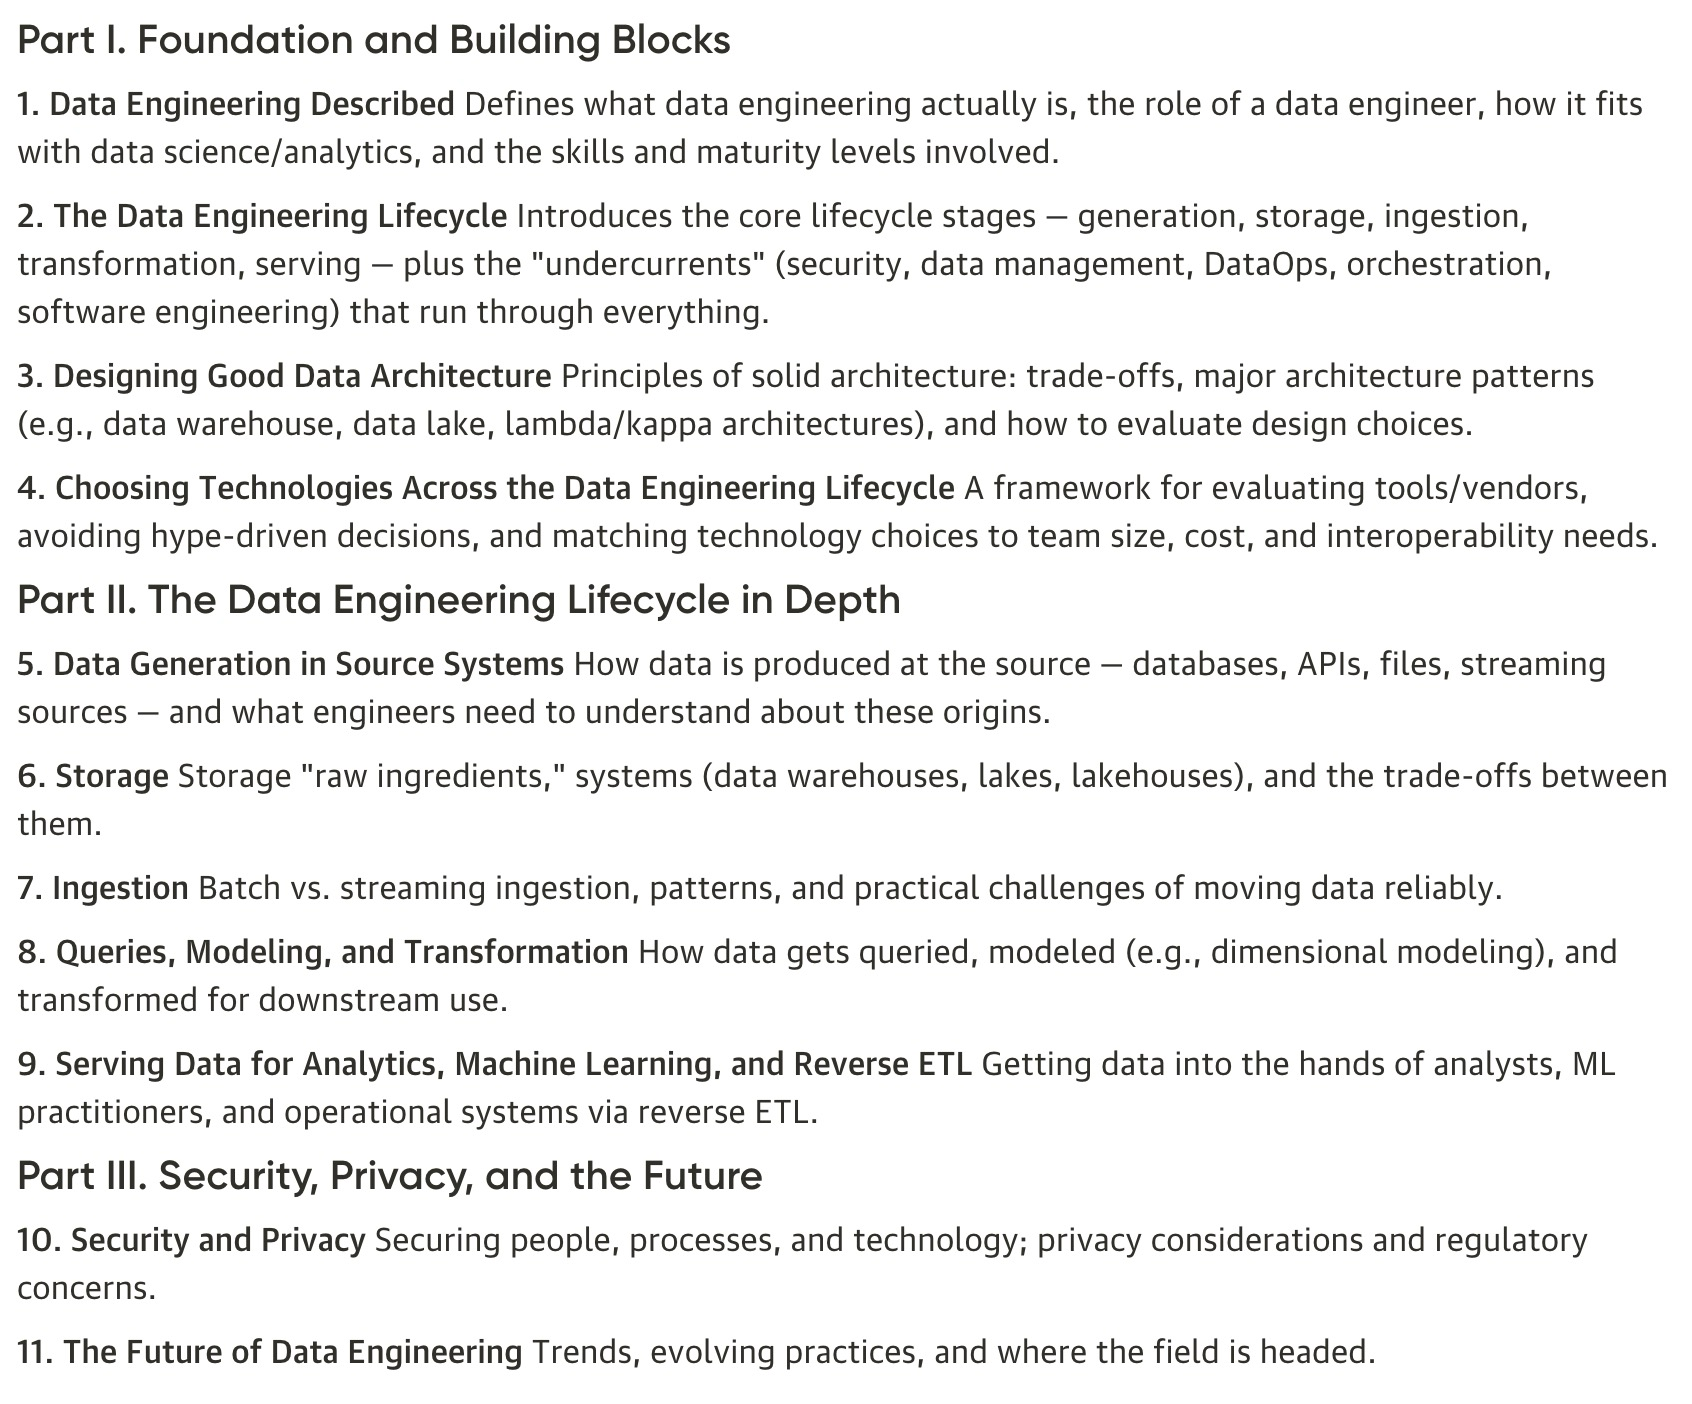 Part I. Foundation and Building Blocks
1. Data Engineering Described Defines what data engineering actually is, the role of a data engineer, how it fits
with data science/analytics, and the skills and maturity levels involved.
2. The Data Engineering Lifecycle Introduces the core lifecycle stages — generation, storage, ingestion,
transformation, serving — plus the "undercurrents" (security, data management, DataOps, orchestration,
software engineering) that run through everything.
3. Designing Good Data Architecture Principles of solid architecture: trade-offs, major architecture patterns
(e.g., data warehouse, data lake, lambda/kappa architectures), and how to evaluate design choices.
4. Choosing Technologies Across the Data Engineering Lifecycle A framework for evaluating tools/vendors,
avoiding hype-driven decisions, and matching technology choices to team size, cost, and interoperability needs.
Part II. The Data Engineering Lifecycle in Depth
5. Data Generation in Source Systems How data is produced at the source — databases, APIs, files, streaming
sources — and what engineers need to understand about these origins.
6. Storage Storage "raw ingredients," systems (data warehouses, lakes, lakehouses), and the trade-offs between
them.
7. Ingestion Batch vs. streaming ingestion, patterns, and practical challenges of moving data reliably.
8. Queries, Modeling, and Transformation How data gets queried, modeled (e.g., dimensional modeling), and
transformed for downstream use.
9. Serving Data for Analytics, Machine Learning, and Reverse ETL Getting data into the hands of analysts, ML
practitioners, and operational systems via reverse ETL.
Part III. Security, Privacy, and the Future
10. Security and Privacy Securing people, processes, and technology; privacy considerations and regulatory
concerns.
11. The Future of Data Engineering Trends, evolving practices, and where the field is headed.